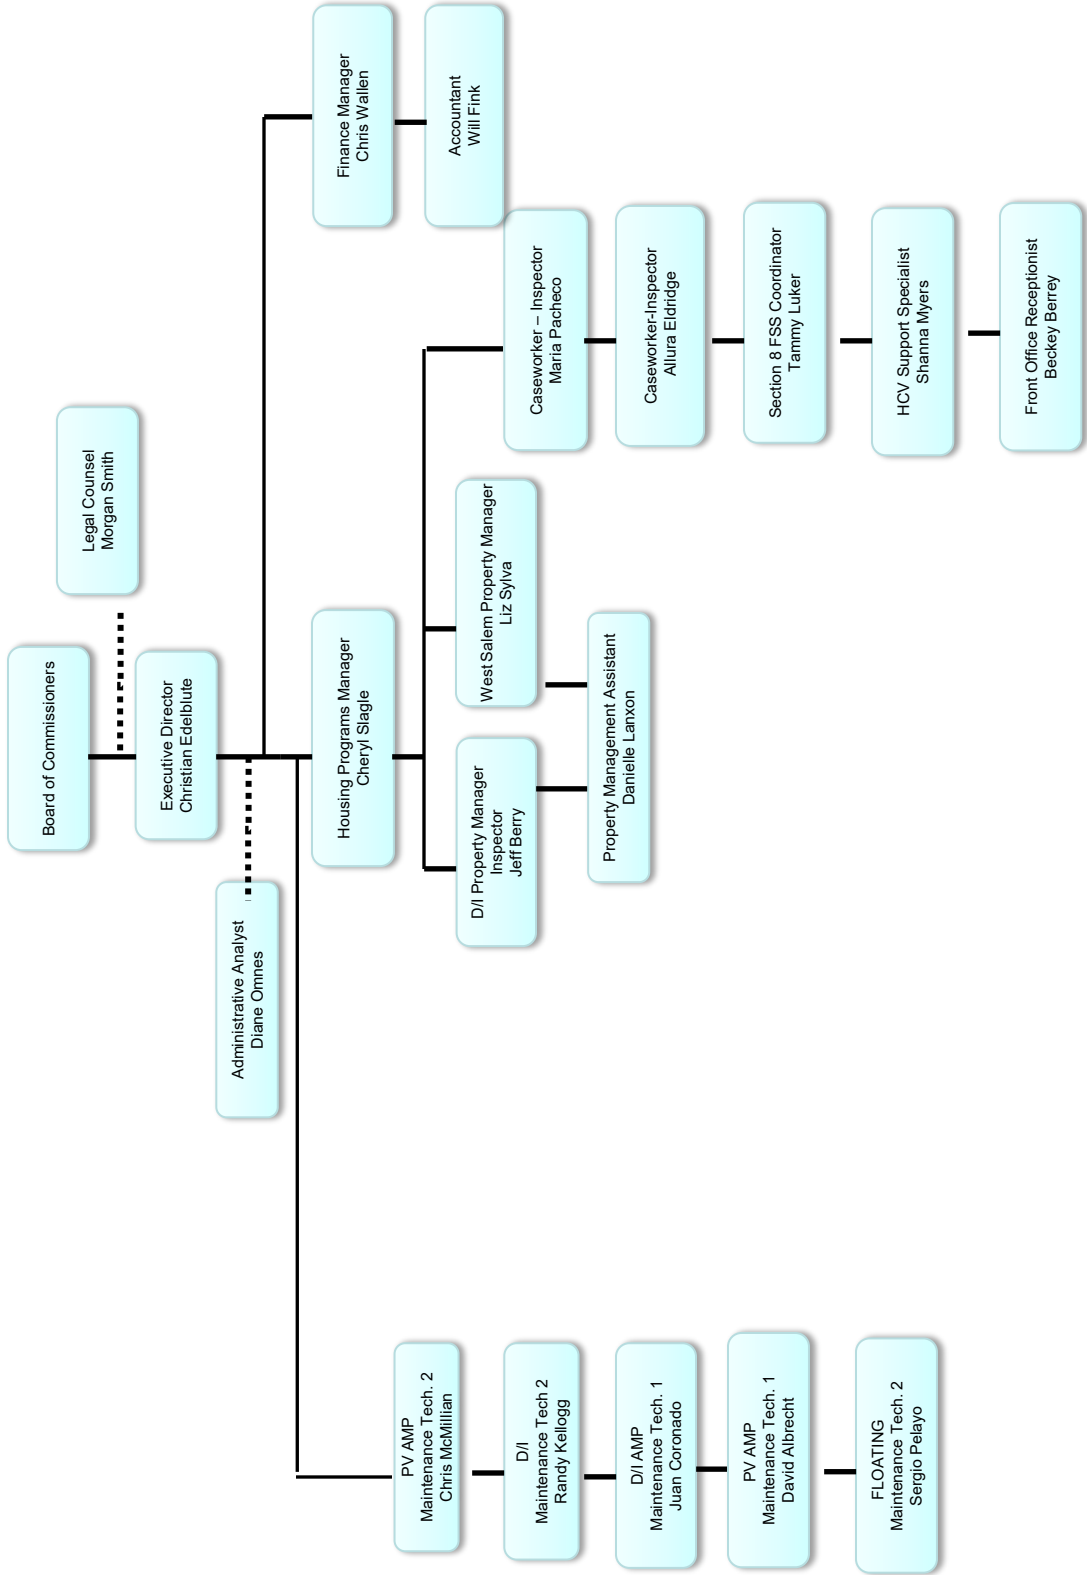 Board of Commissioners
Legal Counsel
Morgan Smith
Executive Director
Christian Edelblute
Administrative Analyst
Diane Omnes
Housing Programs Manager
Cheryl Slagle
Finance Manager
Chris Wallen
Accountant
Will Fink
PV AMP
Maintenance Tech. 2
Chris McMillian
D/I
Maintenance Tech 2
Randy Kellogg
D/I AMP
Maintenance Tech. 1
Juan Coronado
PV AMP
Maintenance Tech. 1
David Albrecht
FLOATING
Maintenance Tech. 2
Sergio Pelayo
D/I Property Manager
Inspector
Jeff Berry
West Salem Property Manager
Liz Sylva
Property Management Assistant
Danielle Lanxon
Caseworker – Inspector
Maria Pacheco
Caseworker-Inspector
Allura Eldridge
Section 8 FSS Coordinator
Tammy Luker
HCV Support Specialist
Shanna Myers
Front Office Receptionist
Beckey Berrey